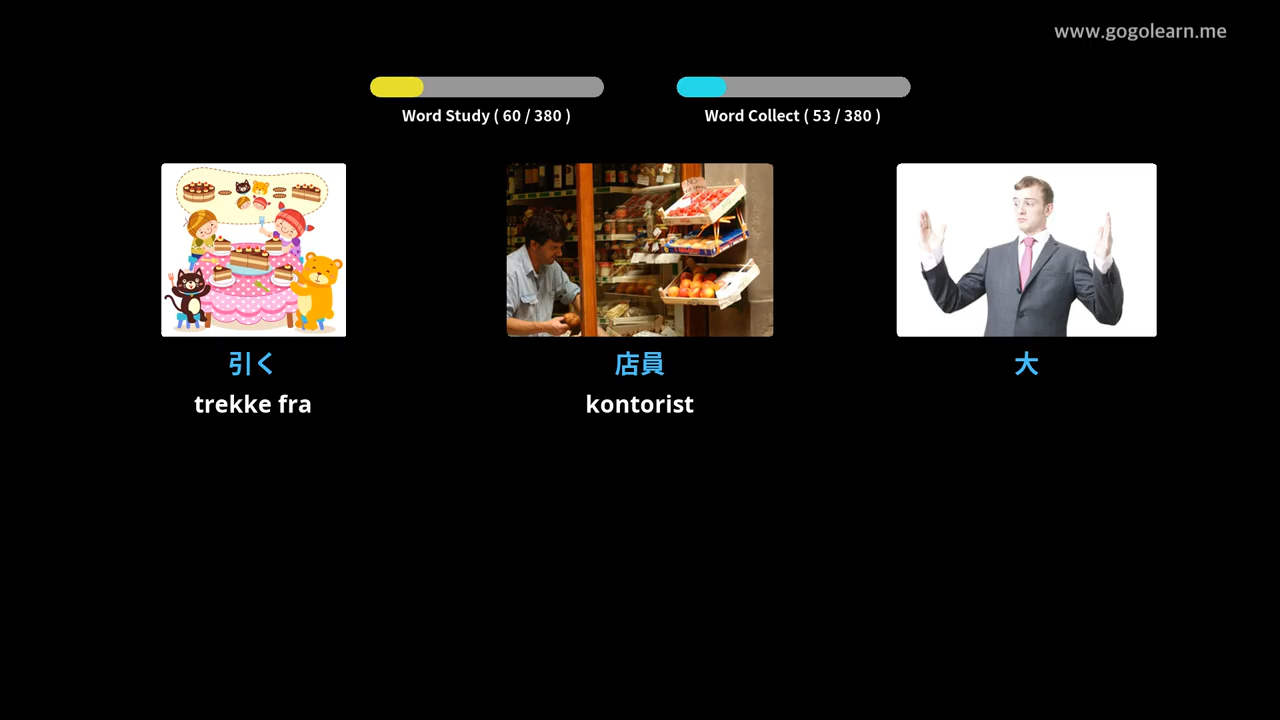 www.gogolearn.me
Word Study ( 60 / 380 )
Word Collect ( 53 / 380 )
引く
店員
大
trekke fra
kontorist